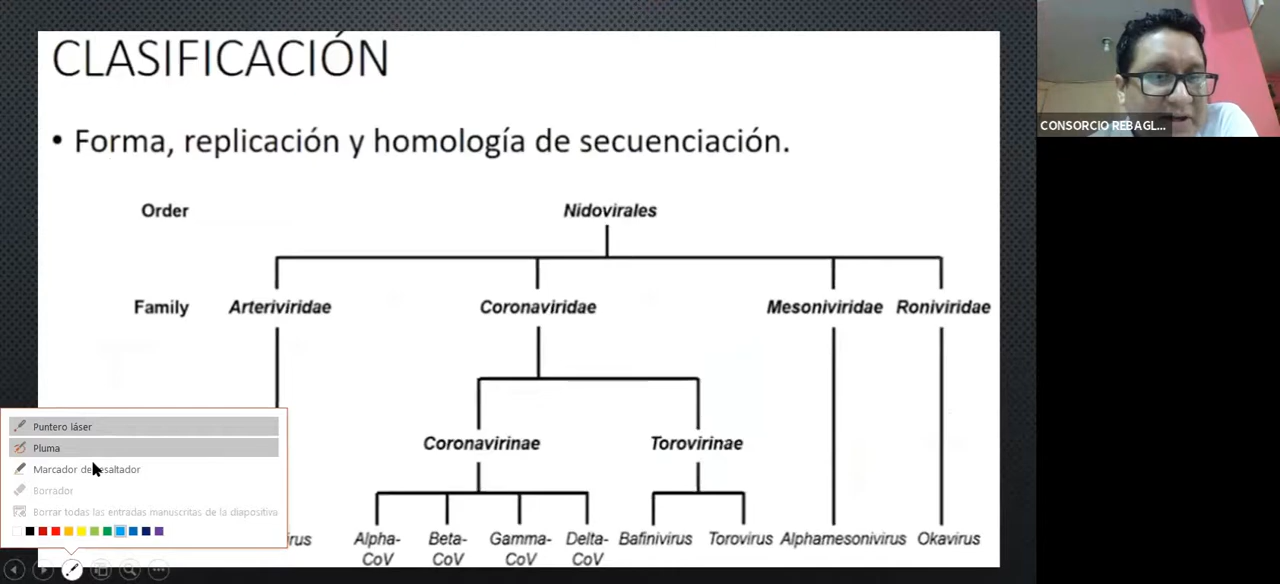 CLASIFICACIÓN
• Forma, replicación y homología de secuenciación.
Order
Nidovirales
Family
Arteriviridae
Coronaviridae
Mesoniviridae
Roniviridae
Coronavirinae
Torovirinae
Alpha-
CoV
Beta-
CoV
Gamma-
CoV
Delta-
CoV
Bafinivirus
Torovirus
Alphamesonivirus
Okavirus
Puntero láser
Pluma
Marcador de resaltador
Borrador
Borrar todas las entradas manuscritas de la diapositiva
CONSORCIO REBAGL...